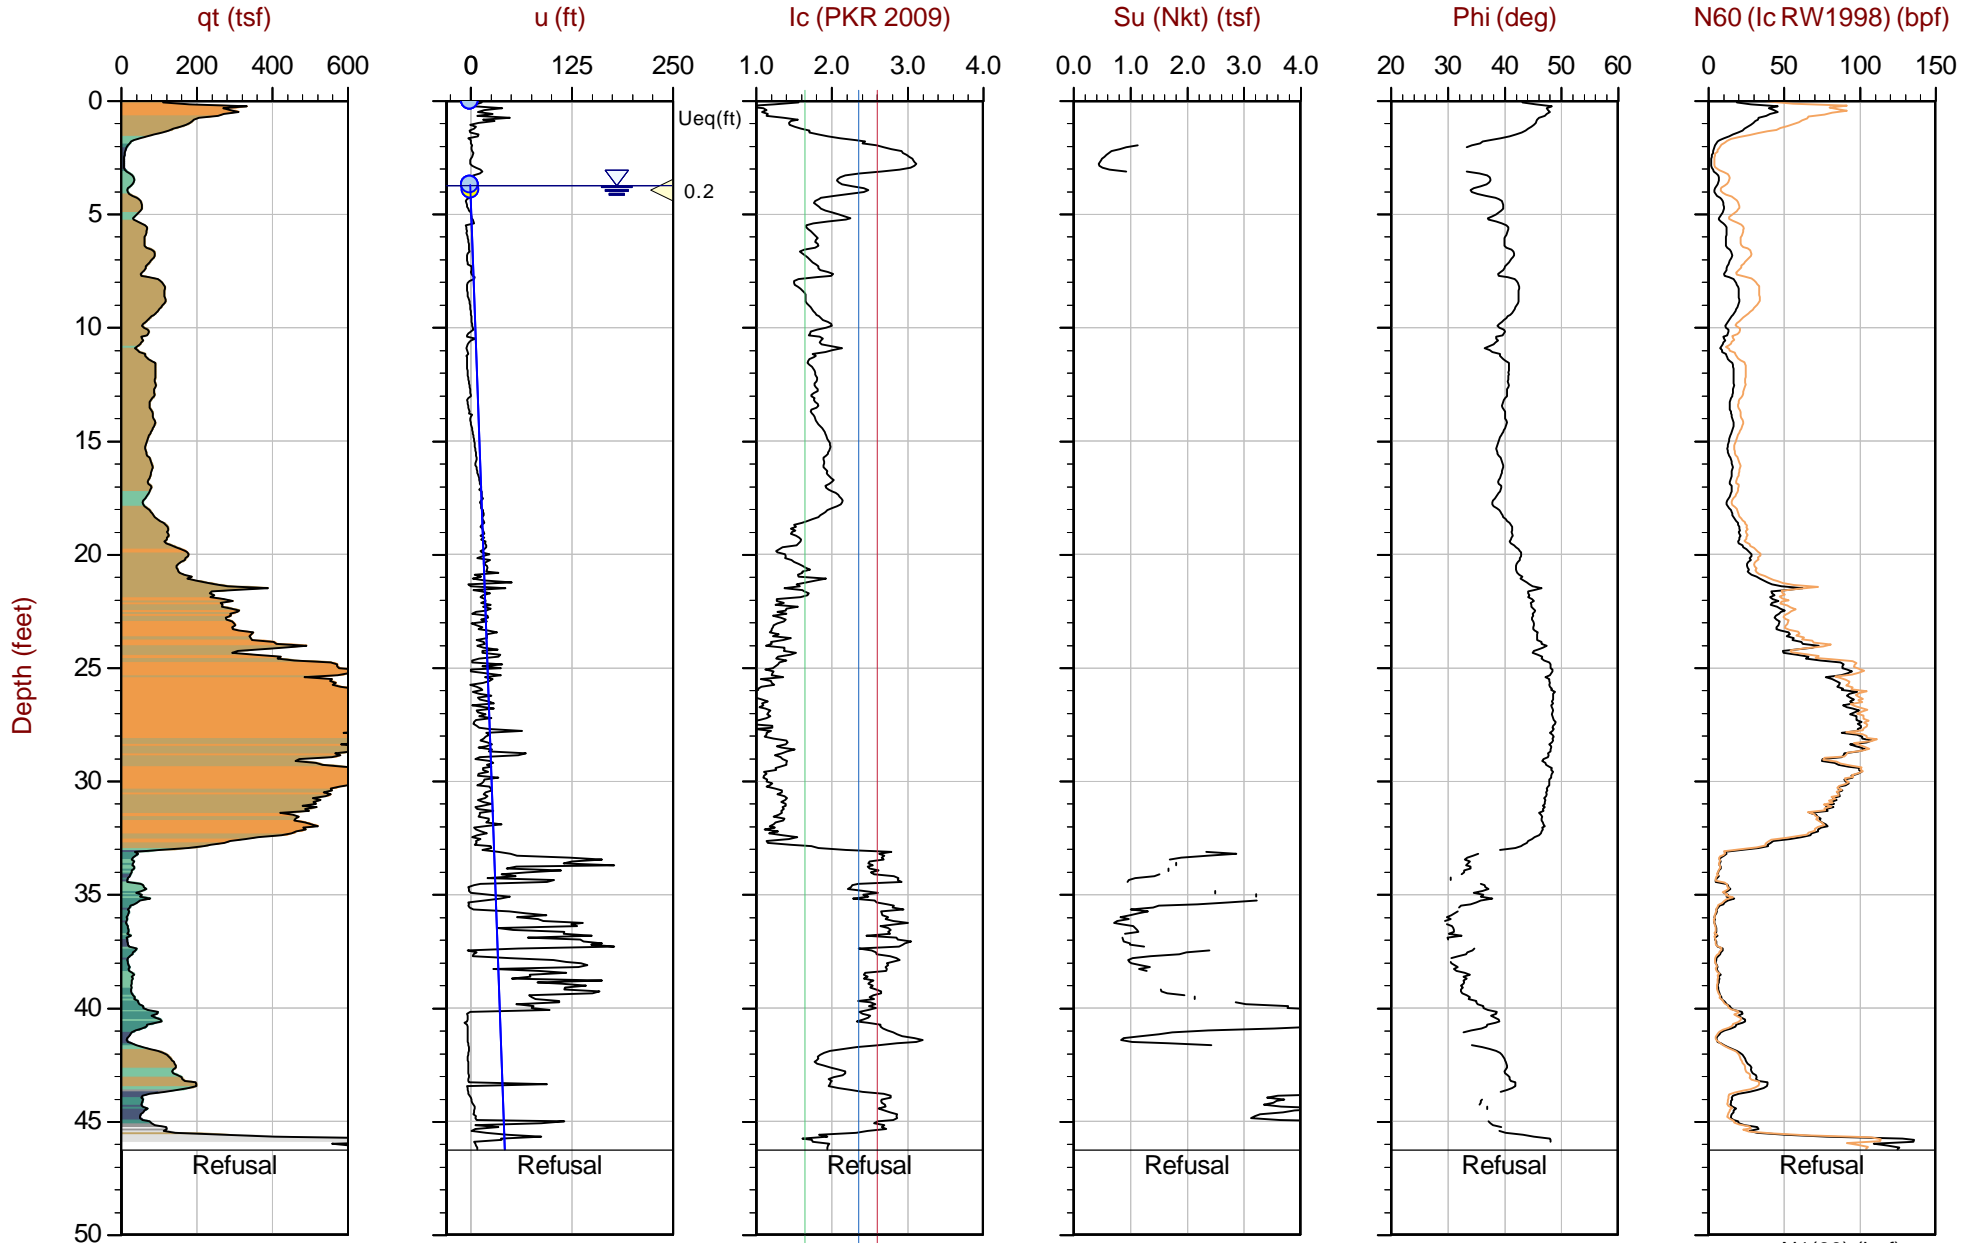 qt (tsf) u (ft) Ic (PKR 2009) Su (Nkt) (tsf) Phi (deg) N60 (Ic RW1998) (bpf)
0 200 400 600 0 125 250 1.0 2.0 3.0 4.0 0.0 1.0 2.0 3.0 4.0 20 30 40 50 60 0 50 100 150
0
Ueq(ft)
0.2
5
10
15
20
25
30
35
40
45
50
Depth (feet)
Refusal Refusal Refusal Refusal Refusal Refusal